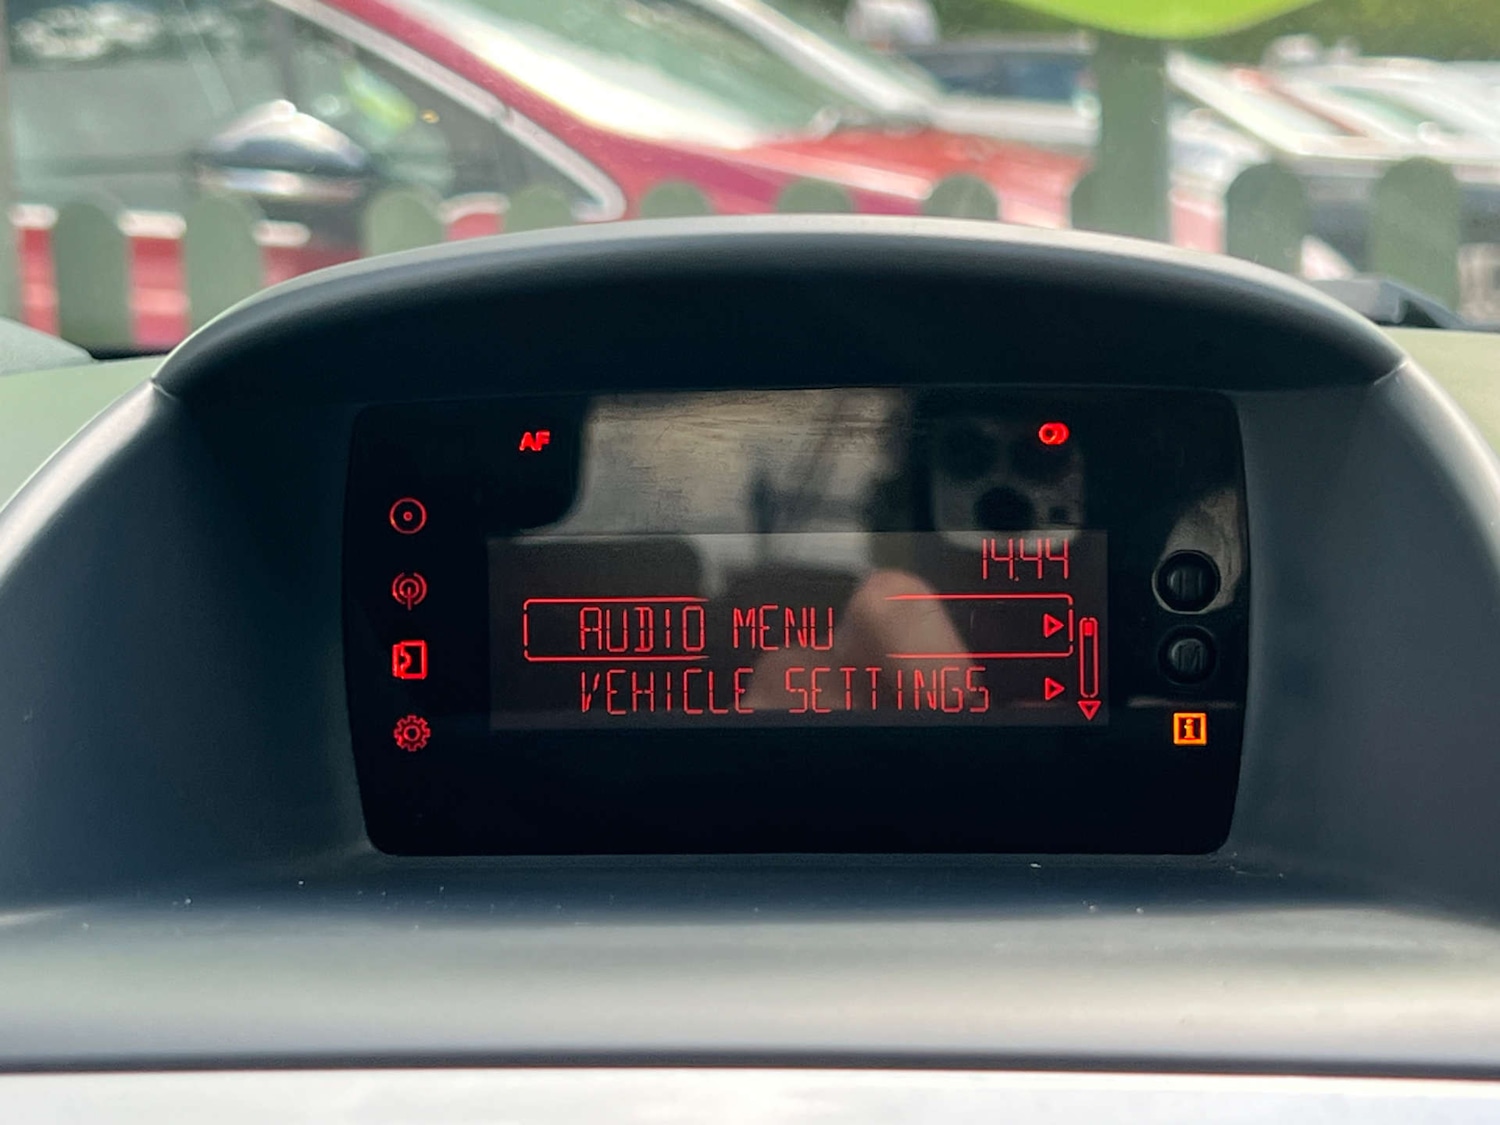 AF
14:44
AUDIO MENU
VEHICLE SETTINGS
i